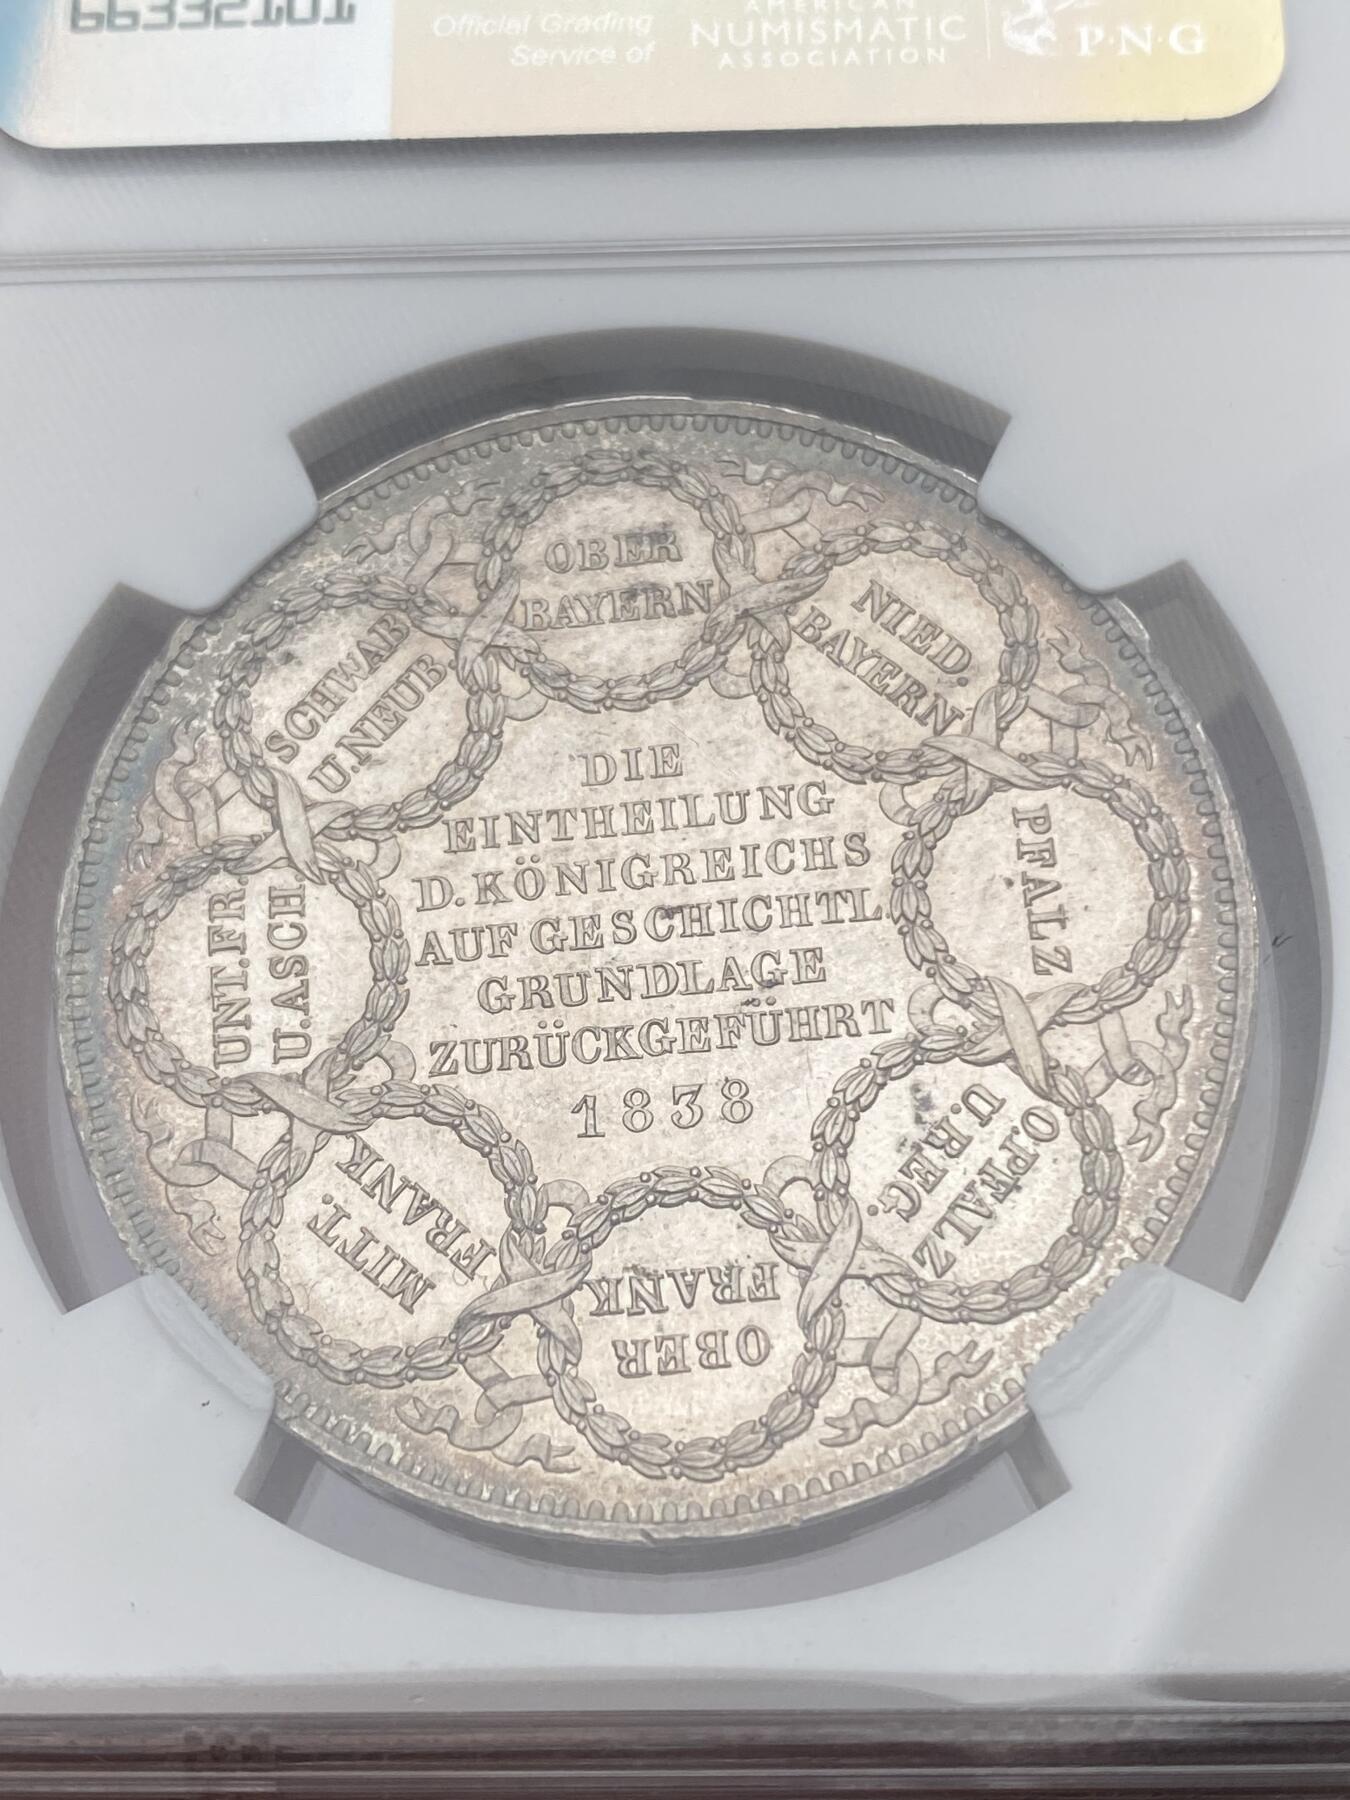 Official Grading
Service of
AMERICAN
NUMISMATIC
ASSOCIATION
P·N·G
OBER
BAYERN
NIED.
BAYERN
PFALZ
O.PFALZ
U.REG.
OBER
FRANK
MITT.
FRANK
UNT.FR.
U.ASCH.
SCHWAB
U.NEUB
DIE
EINTHEILUNG
D.KÖNIGREICHS
AUF GESCHICHTL.
GRUNDLAGE
ZURÜCKGEFÜHRT
1838